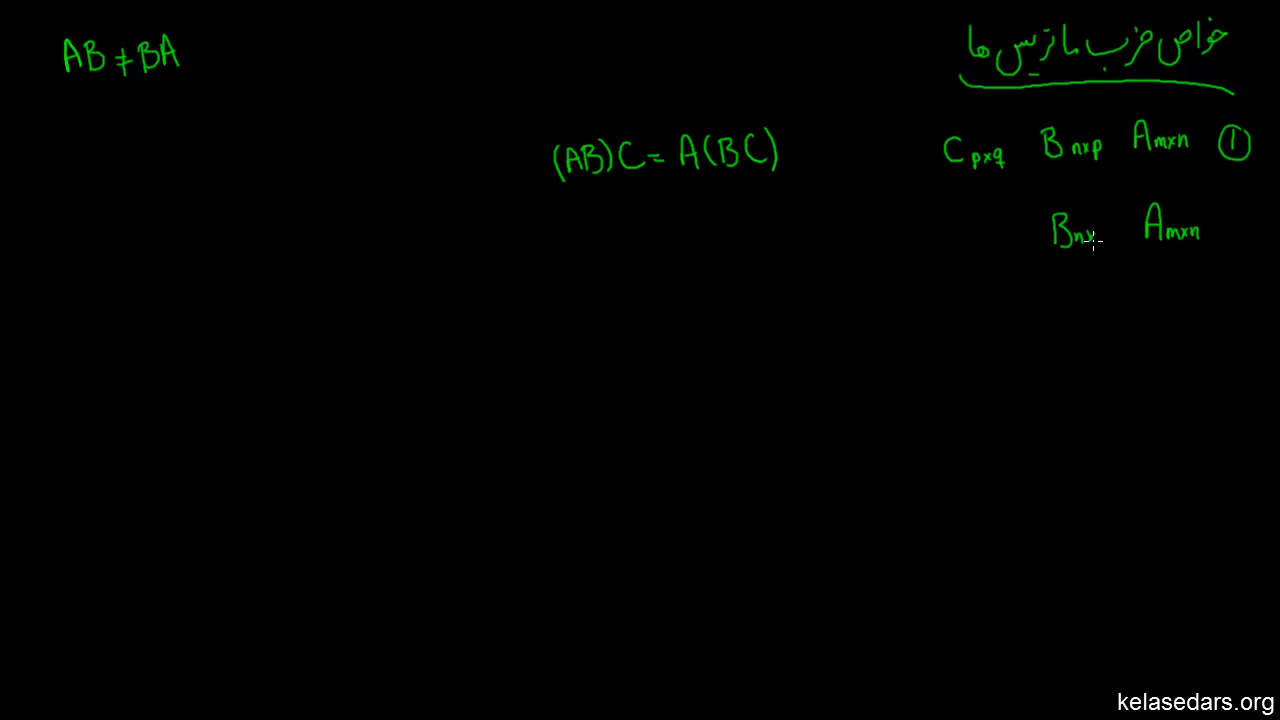 خواص ضرب ماتریس ها
AB ≠ BA
① A m×n B n×p C p×q
(AB)C = A(BC)
A m×n B n×
kelasedars.org